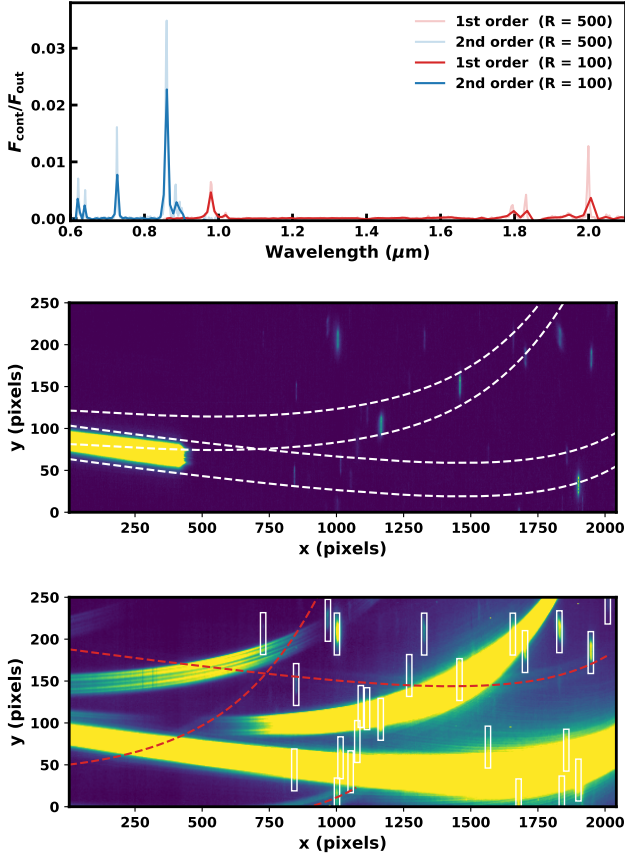 1st order (R = 500)
2nd order (R = 500)
1st order (R = 100)
2nd order (R = 100)
F_cont/F_out
0.03
0.02
0.01
0.00
0.6 0.8 1.0 1.2 1.4 1.6 1.8 2.0
Wavelength (μm)
250
200
150
100
50
0
y (pixels)
250 500 750 1000 1250 1500 1750 2000
x (pixels)
250
200
150
100
50
0
y (pixels)
250 500 750 1000 1250 1500 1750 2000
x (pixels)